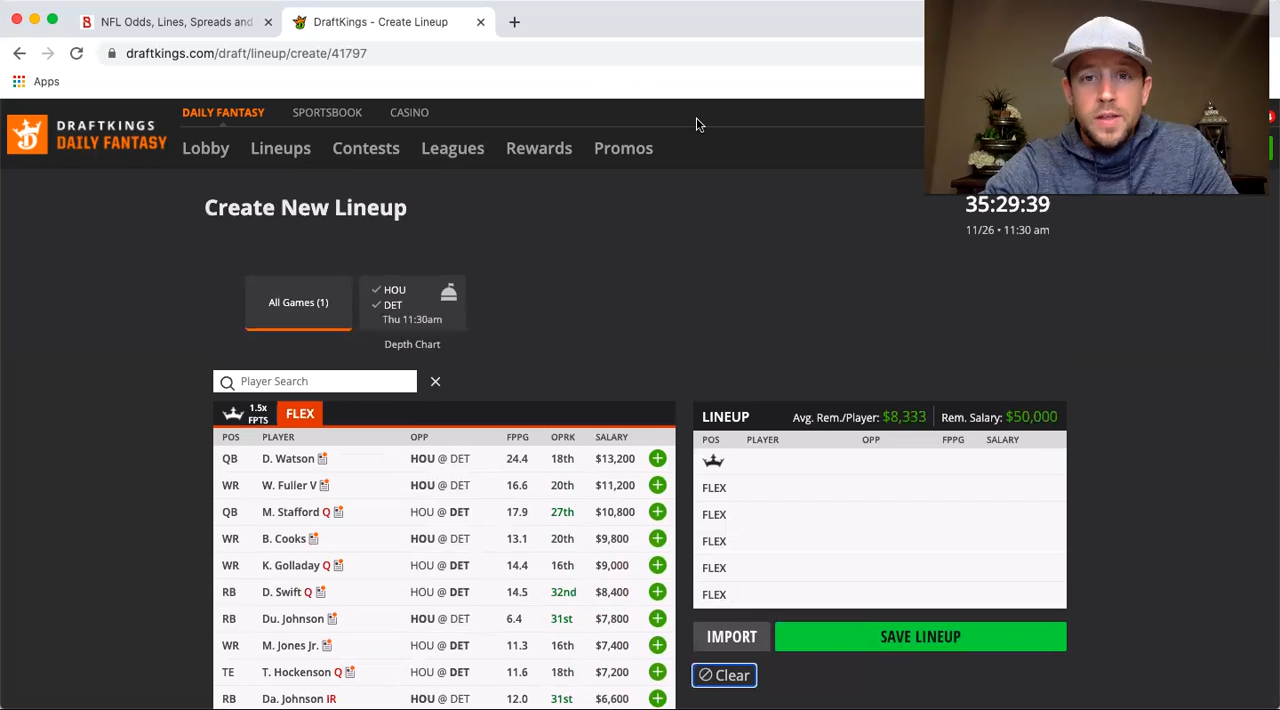 NFL Odds, Lines, Spreads and
DraftKings - Create Lineup
draftkings.com/draft/lineup/create/41797
Apps
DRAFTKINGS
DAILY FANTASY
DAILY FANTASY SPORTSBOOK CASINO
Lobby Lineups Contests Leagues Rewards Promos
Create New Lineup
35:29:39
11/26 • 11:30 am
All Games (1)
HOU
DET
Thu 11:30am
Depth Chart
Player Search
1.5x
FPTS
FLEX
POS PLAYER OPP FPPG OPRK SALARY
QB D. Watson HOU @ DET 24.4 18th $13,200
WR W. Fuller V HOU @ DET 16.6 20th $11,200
QB M. Stafford Q HOU @ DET 17.9 27th $10,800
WR B. Cooks HOU @ DET 13.1 20th $9,800
WR K. Golladay Q HOU @ DET 14.4 16th $9,000
RB D. Swift Q HOU @ DET 14.5 32nd $8,400
RB Du. Johnson HOU @ DET 6.4 31st $7,800
WR M. Jones Jr. HOU @ DET 11.3 16th $7,400
TE T. Hockenson Q HOU @ DET 11.6 18th $7,200
RB Da. Johnson IR HOU @ DET 12.0 31st $6,600
LINEUP Avg. Rem./Player: $8,333 Rem. Salary: $50,000
POS PLAYER OPP FPPG SALARY
FLEX
FLEX
FLEX
FLEX
FLEX
IMPORT SAVE LINEUP
Clear